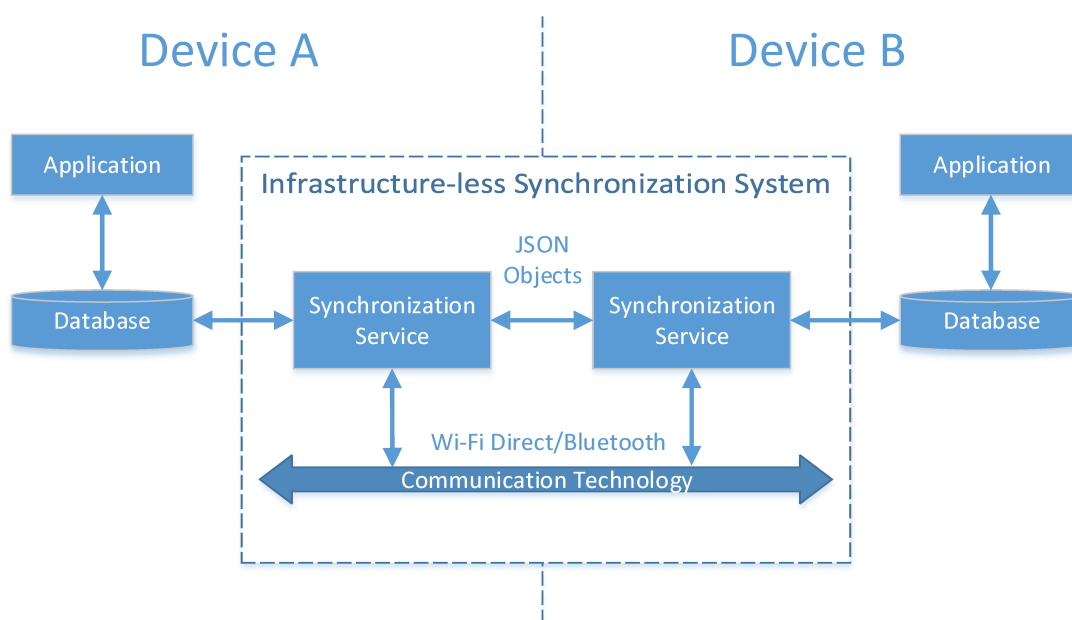 Device A
Device B
Application
Application
Infrastructure-less Synchronization System
JSON
Objects
Database
Synchronization
Service
Synchronization
Service
Database
Wi-Fi Direct/Bluetooth
Communication Technology